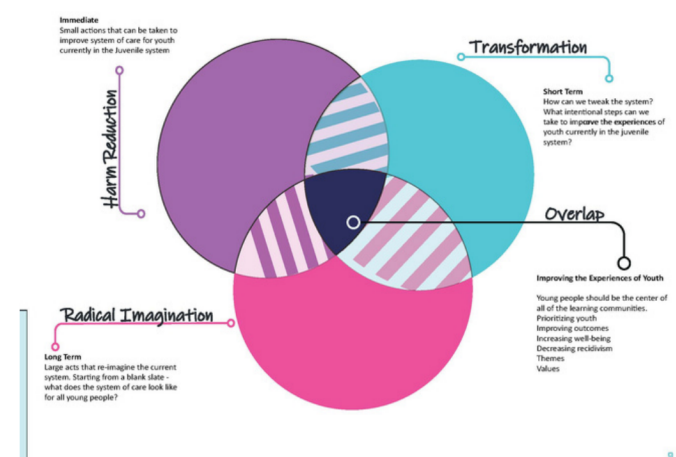 Immediate
Small actions that can be taken to
improve system of care for youth
currently in the Juvenile system
Harm Reduction
Transformation
Short Term
How can we tweak the system?
What intentional steps can we
take to improve the experiences of
youth currently in the juvenile
system?
Overlap
Improving the Experiences of Youth
Young people should be the center of
all of the learning communities.
Prioritizing youth
Improving outcomes
Increasing well-being
Decreasing recidivism
Themes
Values
Radical Imagination
Long Term
Large acts that re-imagine the current
system. Starting from a blank slate -
what does the system of care look like
for all young people?